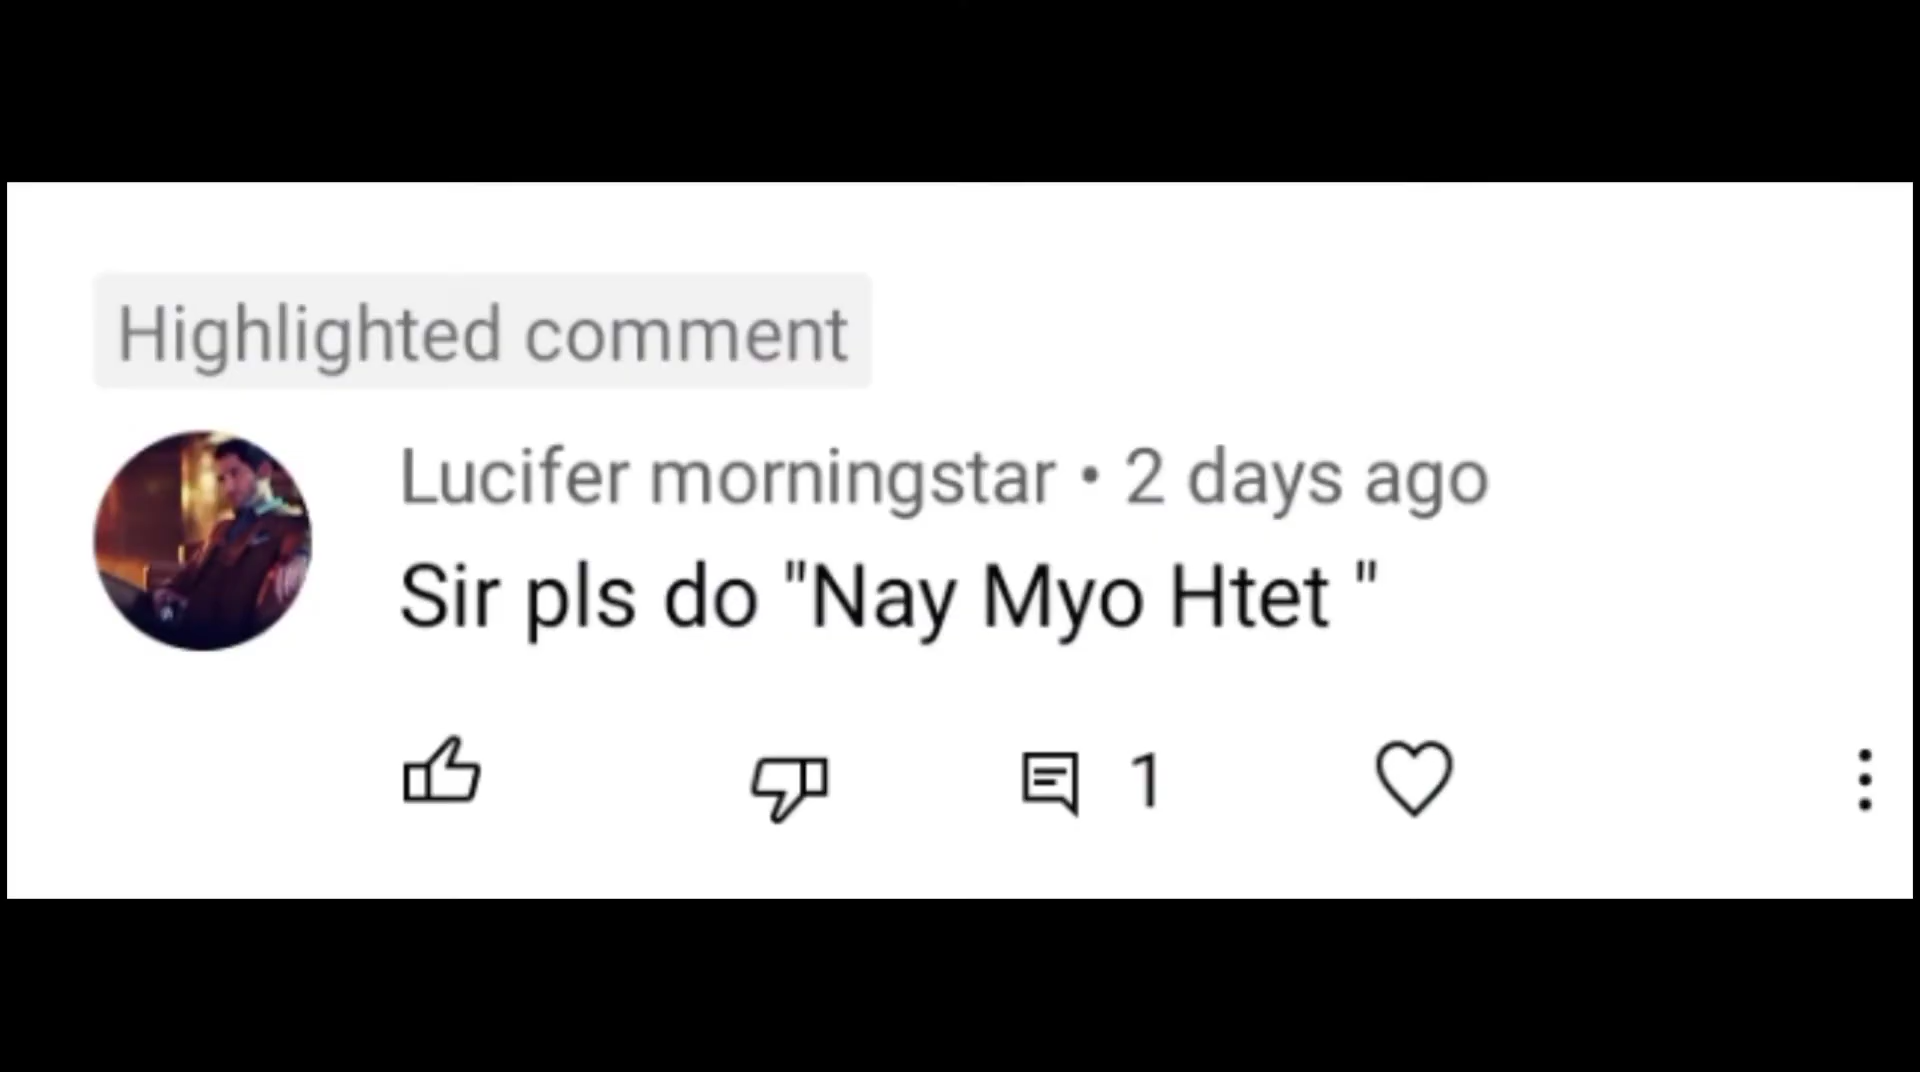 Highlighted comment
Lucifer morningstar • 2 days ago
Sir pls do "Nay Myo Htet "
1